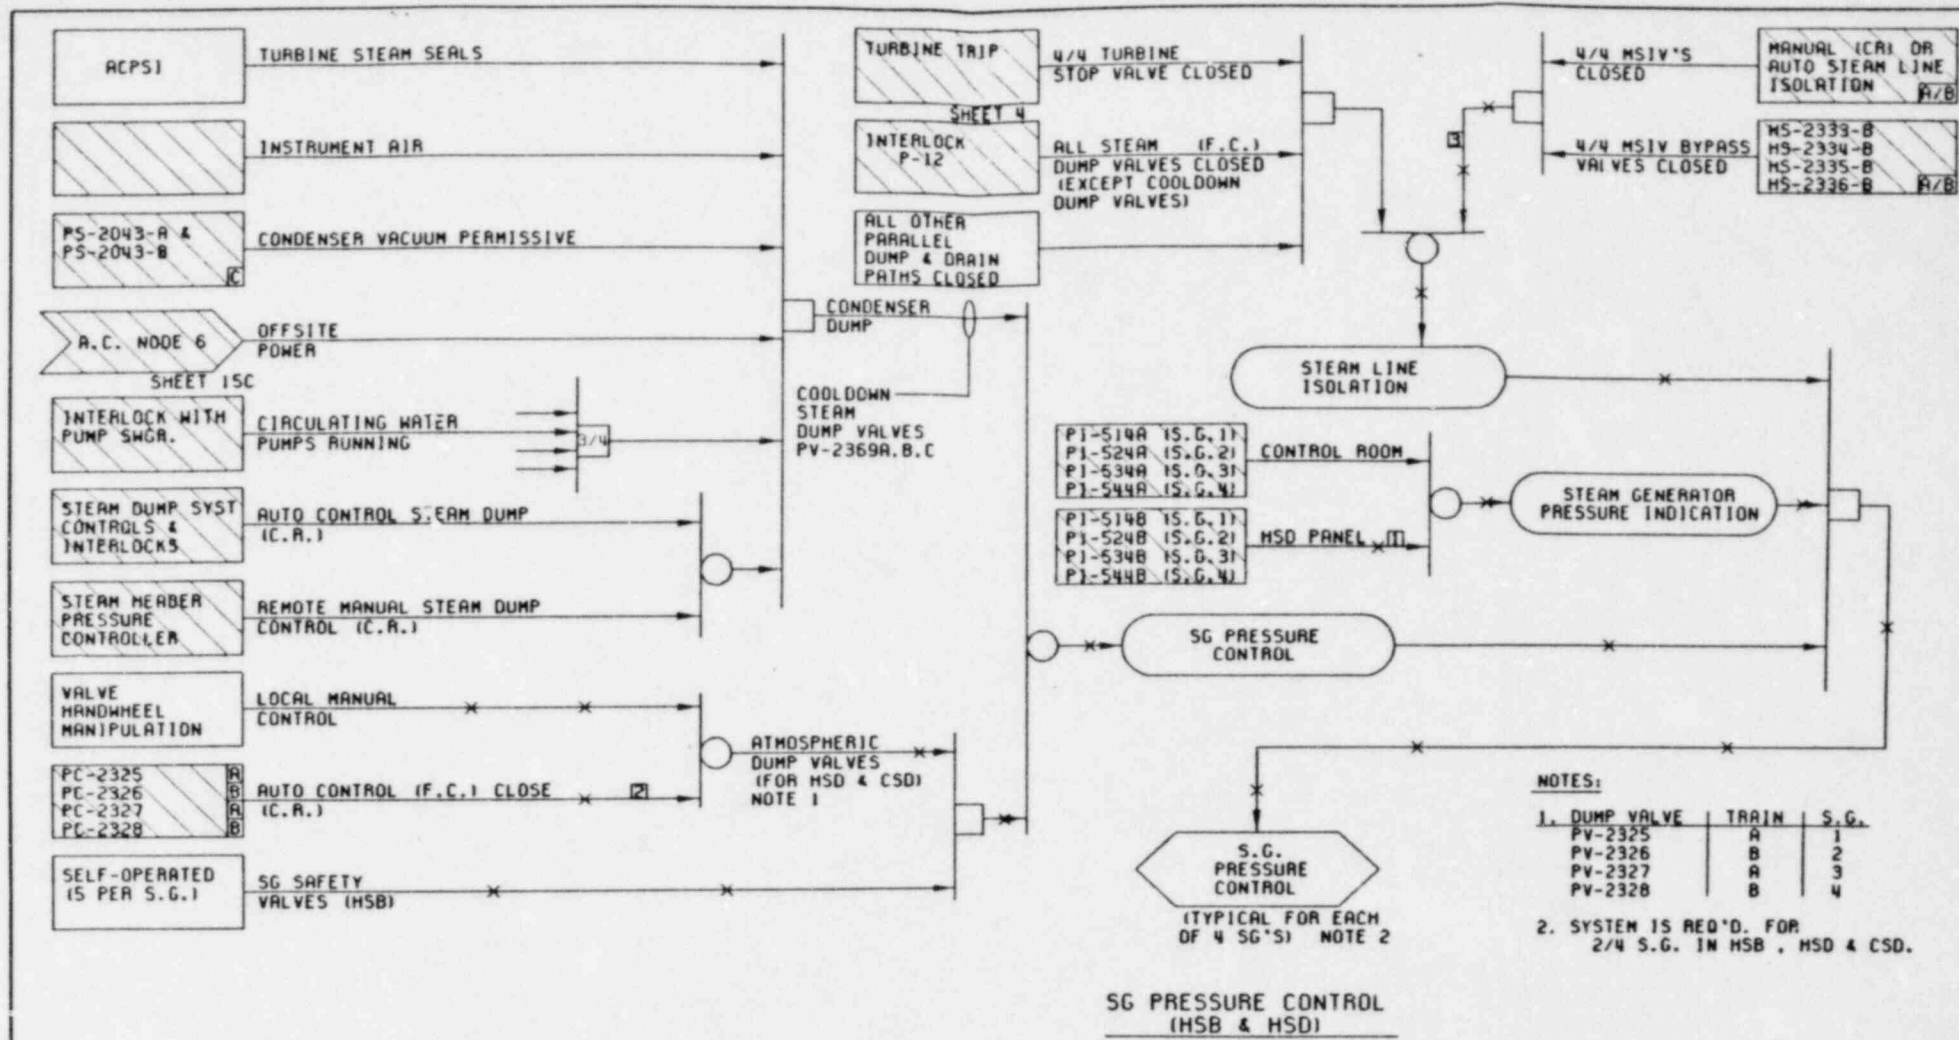 ACPSI
TURBINE STEAM SEALS
INSTRUMENT AIR
PS-2043-A &
PS-2043-B
C
CONDENSER VACUUM PERMISSIVE
A.C. NODE 6
OFFSITE
POWER
SHEET 15C
INTERLOCK WITH
PUMP SWGR.
CIRCULATING WATER
PUMPS RUNNING
3/4
STEAM DUMP SYST
CONTROLS &
INTERLOCKS
AUTO CONTROL STEAM DUMP
(C.R.)
STEAM HEADER
PRESSURE
CONTROLLER
REMOTE MANUAL STEAM DUMP
CONTROL (C.R.)
VALVE
HANDWHEEL
MANIPULATION
LOCAL MANUAL
CONTROL
PC-2325 A
PC-2326 B
PC-2327 A
PC-2328 B
AUTO CONTROL (F.C.) CLOSE 2
(C.R.)
SELF-OPERATED
(5 PER S.G.)
SG SAFETY
VALVES (HSB)
CONDENSER
DUMP
COOLDOWN
STEAM
DUMP VALVES
PV-2369A.B.C
ATMOSPHERIC
DUMP VALVES
(FOR HSD & CSD)
NOTE 1
TURBINE TRIP
4/4 TURBINE
STOP VALVE CLOSED
SHEET 4
INTERLOCK
P-12
ALL STEAM (F.C.)
DUMP VALVES CLOSED
(EXCEPT COOLDOWN
DUMP VALVES)
ALL OTHER
PARALLEL
DUMP & DRAIN
PATHS CLOSED
4/4 MSIV'S
CLOSED
MANUAL (CR) OR
AUTO STEAM LINE
ISOLATION
A/B
3
4/4 MSIV BYPASS
VALVES CLOSED
HS-2333-B
HS-2334-B
HS-2335-B
HS-2336-B
A/B
STEAM LINE
ISOLATION
PI-514A (S.G.1)
PI-524A (S.G.2)
PI-534A (S.G.3)
PI-544A (S.G.4)
CONTROL ROOM
PI-514B (S.G.1)
PI-524B (S.G.2)
PI-534B (S.G.3)
PI-544B (S.G.4)
HSD PANEL 1
STEAM GENERATOR
PRESSURE INDICATION
SG PRESSURE
CONTROL
S.G.
PRESSURE
CONTROL
(TYPICAL FOR EACH
OF 4 SG'S) NOTE 2
NOTES:
1. DUMP VALVE TRAIN S.G.
PV-2325 A 1
PV-2326 B 2
PV-2327 A 3
PV-2328 B 4
2. SYSTEM IS REQ'D. FOR
2/4 S.G. IN HSB , HSD & CSD.
SG PRESSURE CONTROL
(HSB & HSD)